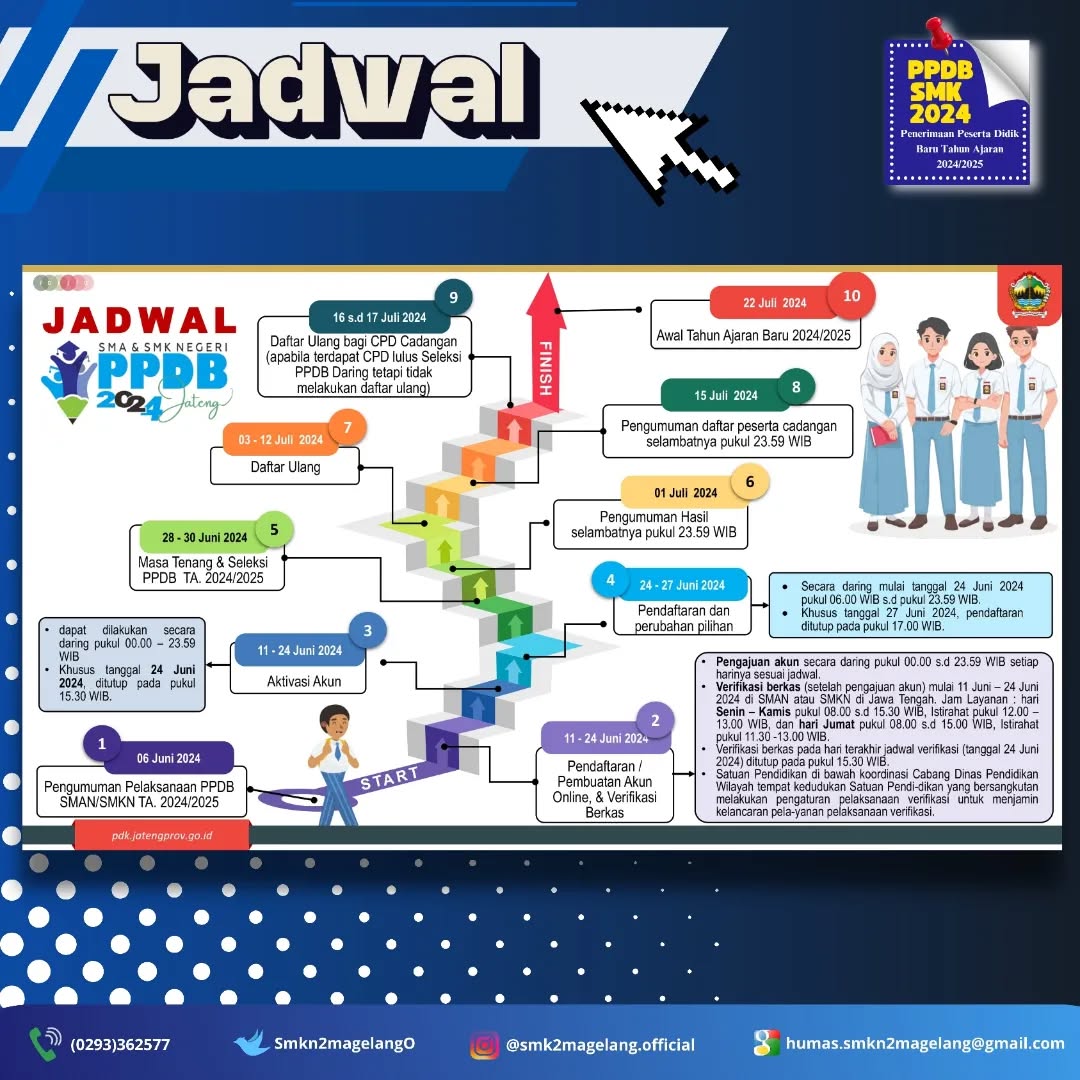 Jadwal
PPDB
SMK
2024
Penerimaan Peserta Didik
Baru Tahun Ajaran
2024/2025
JADWAL
SMA & SMK NEGERI
PPDB
2024 Jateng
1
06 Juni 2024
Pengumuman Pelaksanaan PPDB
SMAN/SMKN TA. 2024/2025
START
2
11 - 24 Juni 2024
Pendaftaran /
Pembuatan Akun
Online, & Verifikasi
Berkas
• Pengajuan akun secara daring pukul 00.00 s.d 23.59 WIB setiap
harinya sesuai jadwal.
• Verifikasi berkas (setelah pengajuan akun) mulai 11 Juni – 24 Juni
2024 di SMAN atau SMKN di Jawa Tengah. Jam Layanan : hari
Senin – Kamis pukul 08.00 s.d 15.30 WIB, Istirahat pukul 12.00 –
13.00 WIB, dan hari Jumat pukul 08.00 s.d 15.00 WIB, Istirahat
pukul 11.30 -13.00 WIB.
• Verifikasi berkas pada hari terakhir jadwal verifikasi (tanggal 24 Juni
2024) ditutup pada pukul 15.30 WIB.
• Satuan Pendidikan di bawah koordinasi Cabang Dinas Pendidikan
Wilayah tempat kedudukan Satuan Pendi-dikan yang bersangkutan
melakukan pengaturan pelaksanaan verifikasi untuk menjamin
kelancaran pela-yanan pelaksanaan verifikasi.
3
11 - 24 Juni 2024
Aktivasi Akun
• dapat dilakukan secara
daring pukul 00.00 – 23.59
WIB
• Khusus tanggal 24 Juni
2024, ditutup pada pukul
15.30 WIB.
4
24 - 27 Juni 2024
Pendaftaran dan
perubahan pilihan
• Secara daring mulai tanggal 24 Juni 2024
pukul 06.00 WIB s.d pukul 23.59 WIB.
• Khusus tanggal 27 Juni 2024, pendaftaran
ditutup pada pukul 17.00 WIB.
5
28 - 30 Juni 2024
Masa Tenang & Seleksi
PPDB TA. 2024/2025
6
01 Juli 2024
Pengumuman Hasil
selambatnya pukul 23.59 WIB
7
03 - 12 Juli 2024
Daftar Ulang
8
15 Juli 2024
Pengumuman daftar peserta cadangan
selambatnya pukul 23.59 WIB
9
16 s.d 17 Juli 2024
Daftar Ulang bagi CPD Cadangan
(apabila terdapat CPD lulus Seleksi
PPDB Daring tetapi tidak
melakukan daftar ulang)
10
22 Juli 2024
Awal Tahun Ajaran Baru 2024/2025
FINISH
pdk.jatengprov.go.id
(0293)362577
Smkn2magelangO
@smk2magelang.official
humas.smkn2magelang@gmail.com